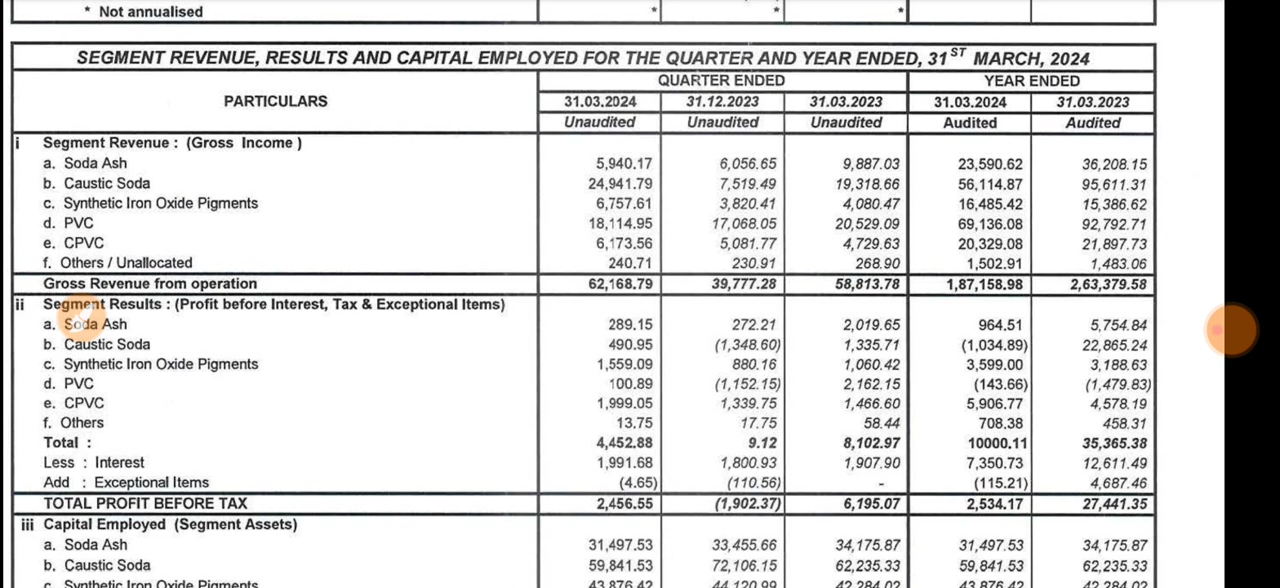 * Not annualised * * *
SEGMENT REVENUE, RESULTS AND CAPITAL EMPLOYED FOR THE QUARTER AND YEAR ENDED, 31ST MARCH, 2024
PARTICULARS QUARTER ENDED YEAR ENDED
31.03.2024 31.12.2023 31.03.2023 31.03.2024 31.03.2023
Unaudited Unaudited Unaudited Audited Audited
i Segment Revenue : (Gross Income )
a. Soda Ash 5,940.17 6,056.65 9,887.03 23,590.62 36,208.15
b. Caustic Soda 24,941.79 7,519.49 19,318.66 56,114.87 95,611.31
c. Synthetic Iron Oxide Pigments 6,757.61 3,820.41 4,080.47 16,485.42 15,386.62
d. PVC 18,114.95 17,068.05 20,529.09 69,136.08 92,792.71
e. CPVC 6,173.56 5,081.77 4,729.63 20,329.08 21,897.73
f. Others / Unallocated 240.71 230.91 268.90 1,502.91 1,483.06
Gross Revenue from operation 62,168.79 39,777.28 58,813.78 1,87,158.98 2,63,379.58
ii Segment Results : (Profit before Interest, Tax & Exceptional Items)
a. Soda Ash 289.15 272.21 2,019.65 964.51 5,754.84
b. Caustic Soda 490.95 (1,348.60) 1,335.71 (1,034.89) 22,865.24
c. Synthetic Iron Oxide Pigments 1,559.09 880.16 1,060.42 3,599.00 3,188.63
d. PVC 100.89 (1,152.15) 2,162.15 (143.66) (1,479.83)
e. CPVC 1,999.05 1,339.75 1,466.60 5,906.77 4,578.19
f. Others 13.75 17.75 58.44 708.38 458.31
Total : 4,452.88 9.12 8,102.97 10000.11 35,365.38
Less : Interest 1,991.68 1,800.93 1,907.90 7,350.73 12,611.49
Add : Exceptional Items (4.65) (110.56) - (115.21) 4,687.46
TOTAL PROFIT BEFORE TAX 2,456.55 (1,902.37) 6,195.07 2,534.17 27,441.35
iii Capital Employed (Segment Assets)
a. Soda Ash 31,497.53 33,455.66 34,175.87 31,497.53 34,175.87
b. Caustic Soda 59,841.53 72,106.15 62,235.33 59,841.53 62,235.33
c. Synthetic Iron Oxide Pigments 43,876.42 44,120.99 42,284.02 43,876.42 42,284.02